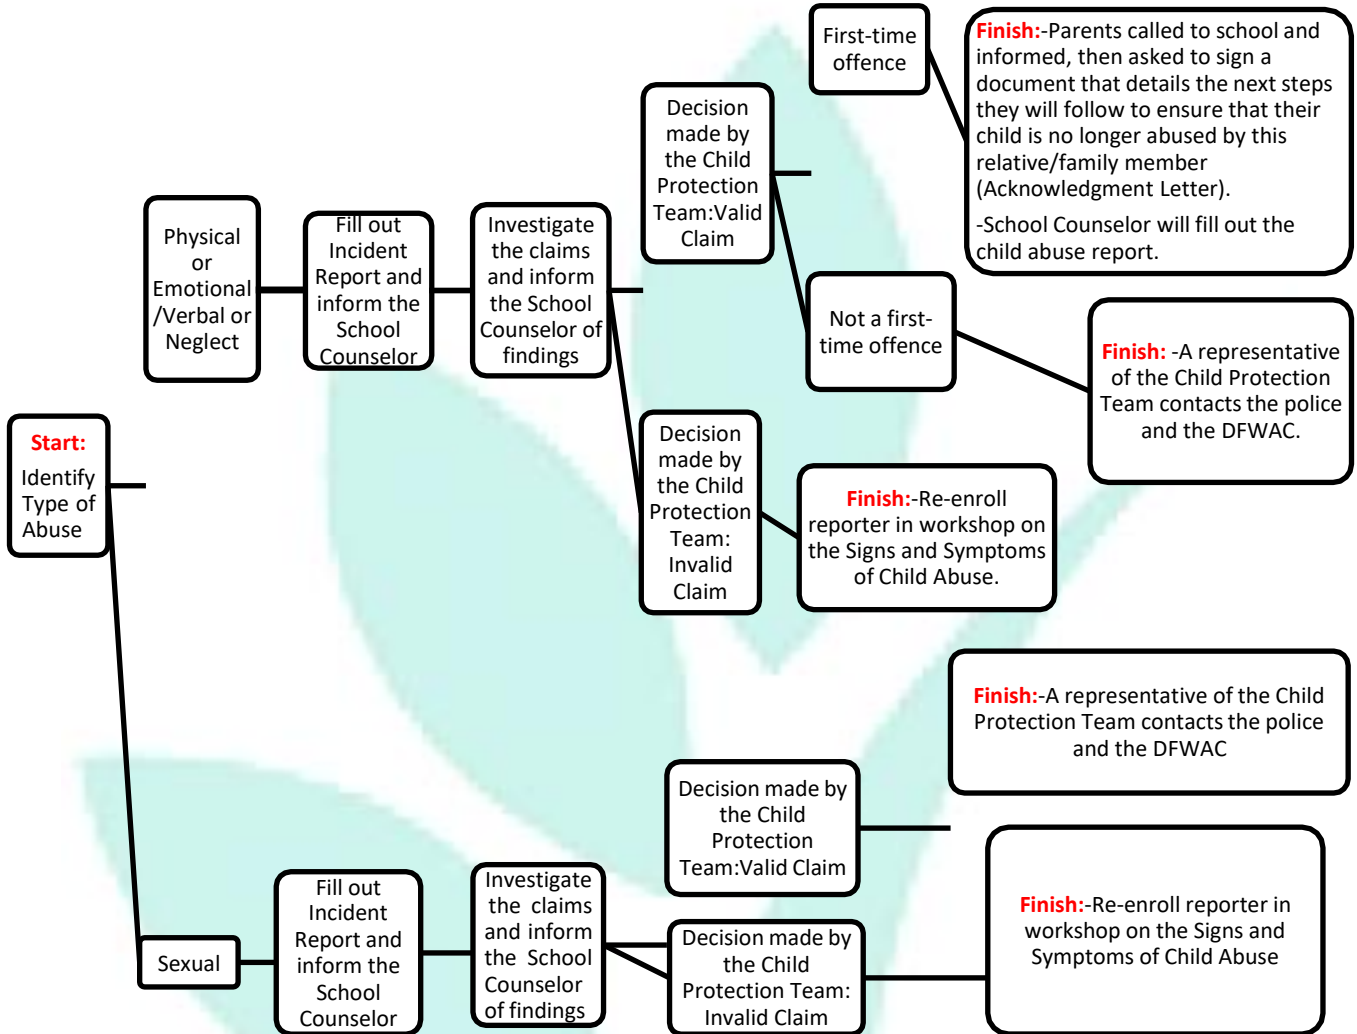 Start:
Identify
Type of
Abuse
Physical
or
Emotional
/Verbal or
Neglect
Fill out
Incident
Report and
inform the
School
Counselor
Investigate
the claims
and inform
the School
Counselor of
findings
Decision
made by
the Child
Protection
Team:Valid
Claim
First-time
offence
Finish:-Parents called to school and
informed, then asked to sign a
document that details the next steps
they will follow to ensure that their
child is no longer abused by this
relative/family member
(Acknowledgment Letter).
-School Counselor will fill out the
child abuse report.
Not a first-
time offence
Finish: -A representative
of the Child Protection
Team contacts the police
and the DFWAC.
Decision
made by
the Child
Protection
Team:
Invalid
Claim
Finish:-Re-enroll
reporter in workshop on
the Signs and Symptoms
of Child Abuse.
Sexual
Fill out
Incident
Report and
inform the
School
Counselor
Investigate
the claims
and inform
the School
Counselor
of findings
Decision made by
the Child
Protection
Team:Valid Claim
Finish:-A representative of the Child
Protection Team contacts the police
and the DFWAC
Decision made by
the Child
Protection Team:
Invalid Claim
Finish:-Re-enroll reporter in
workshop on the Signs and
Symptoms of Child Abuse